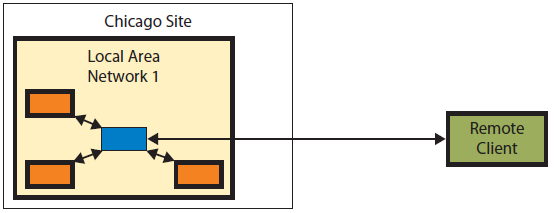 Chicago Site
Local Area
Network 1
Remote
Client